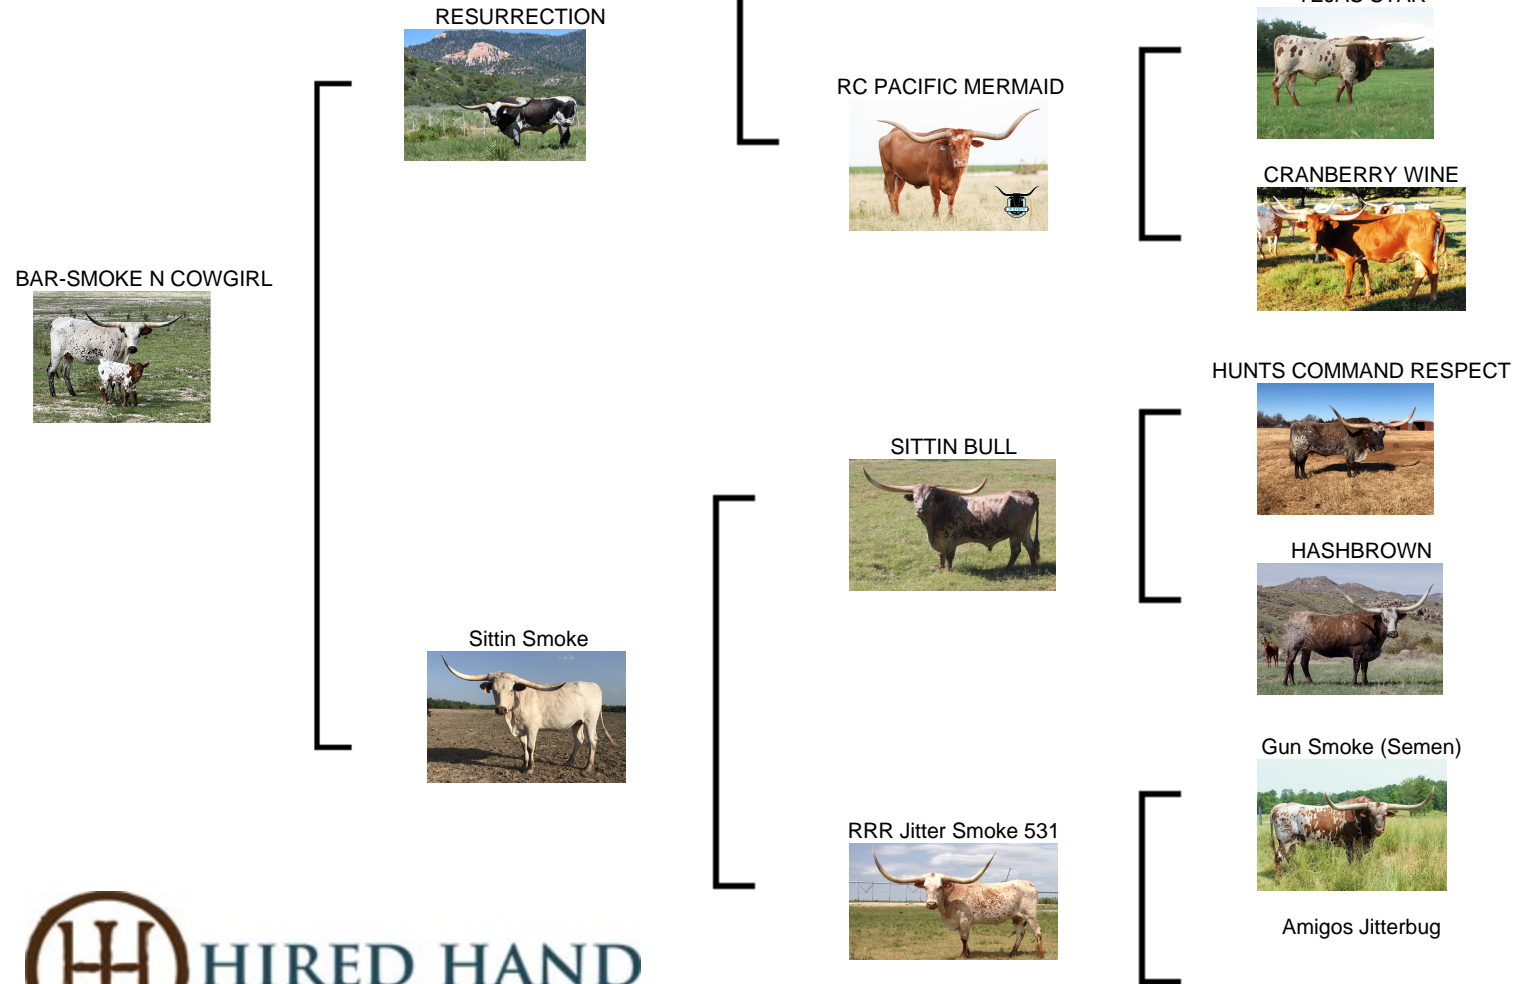 RESURRECTION
RC PACIFIC MERMAID
CRANBERRY WINE
BAR-SMOKE N COWGIRL
HUNTS COMMAND RESPECT
SITTIN BULL
HASHBROWN
Sittin Smoke
Gun Smoke (Semen)
RRR Jitter Smoke 531
Amigos Jitterbug
HIRED HAND